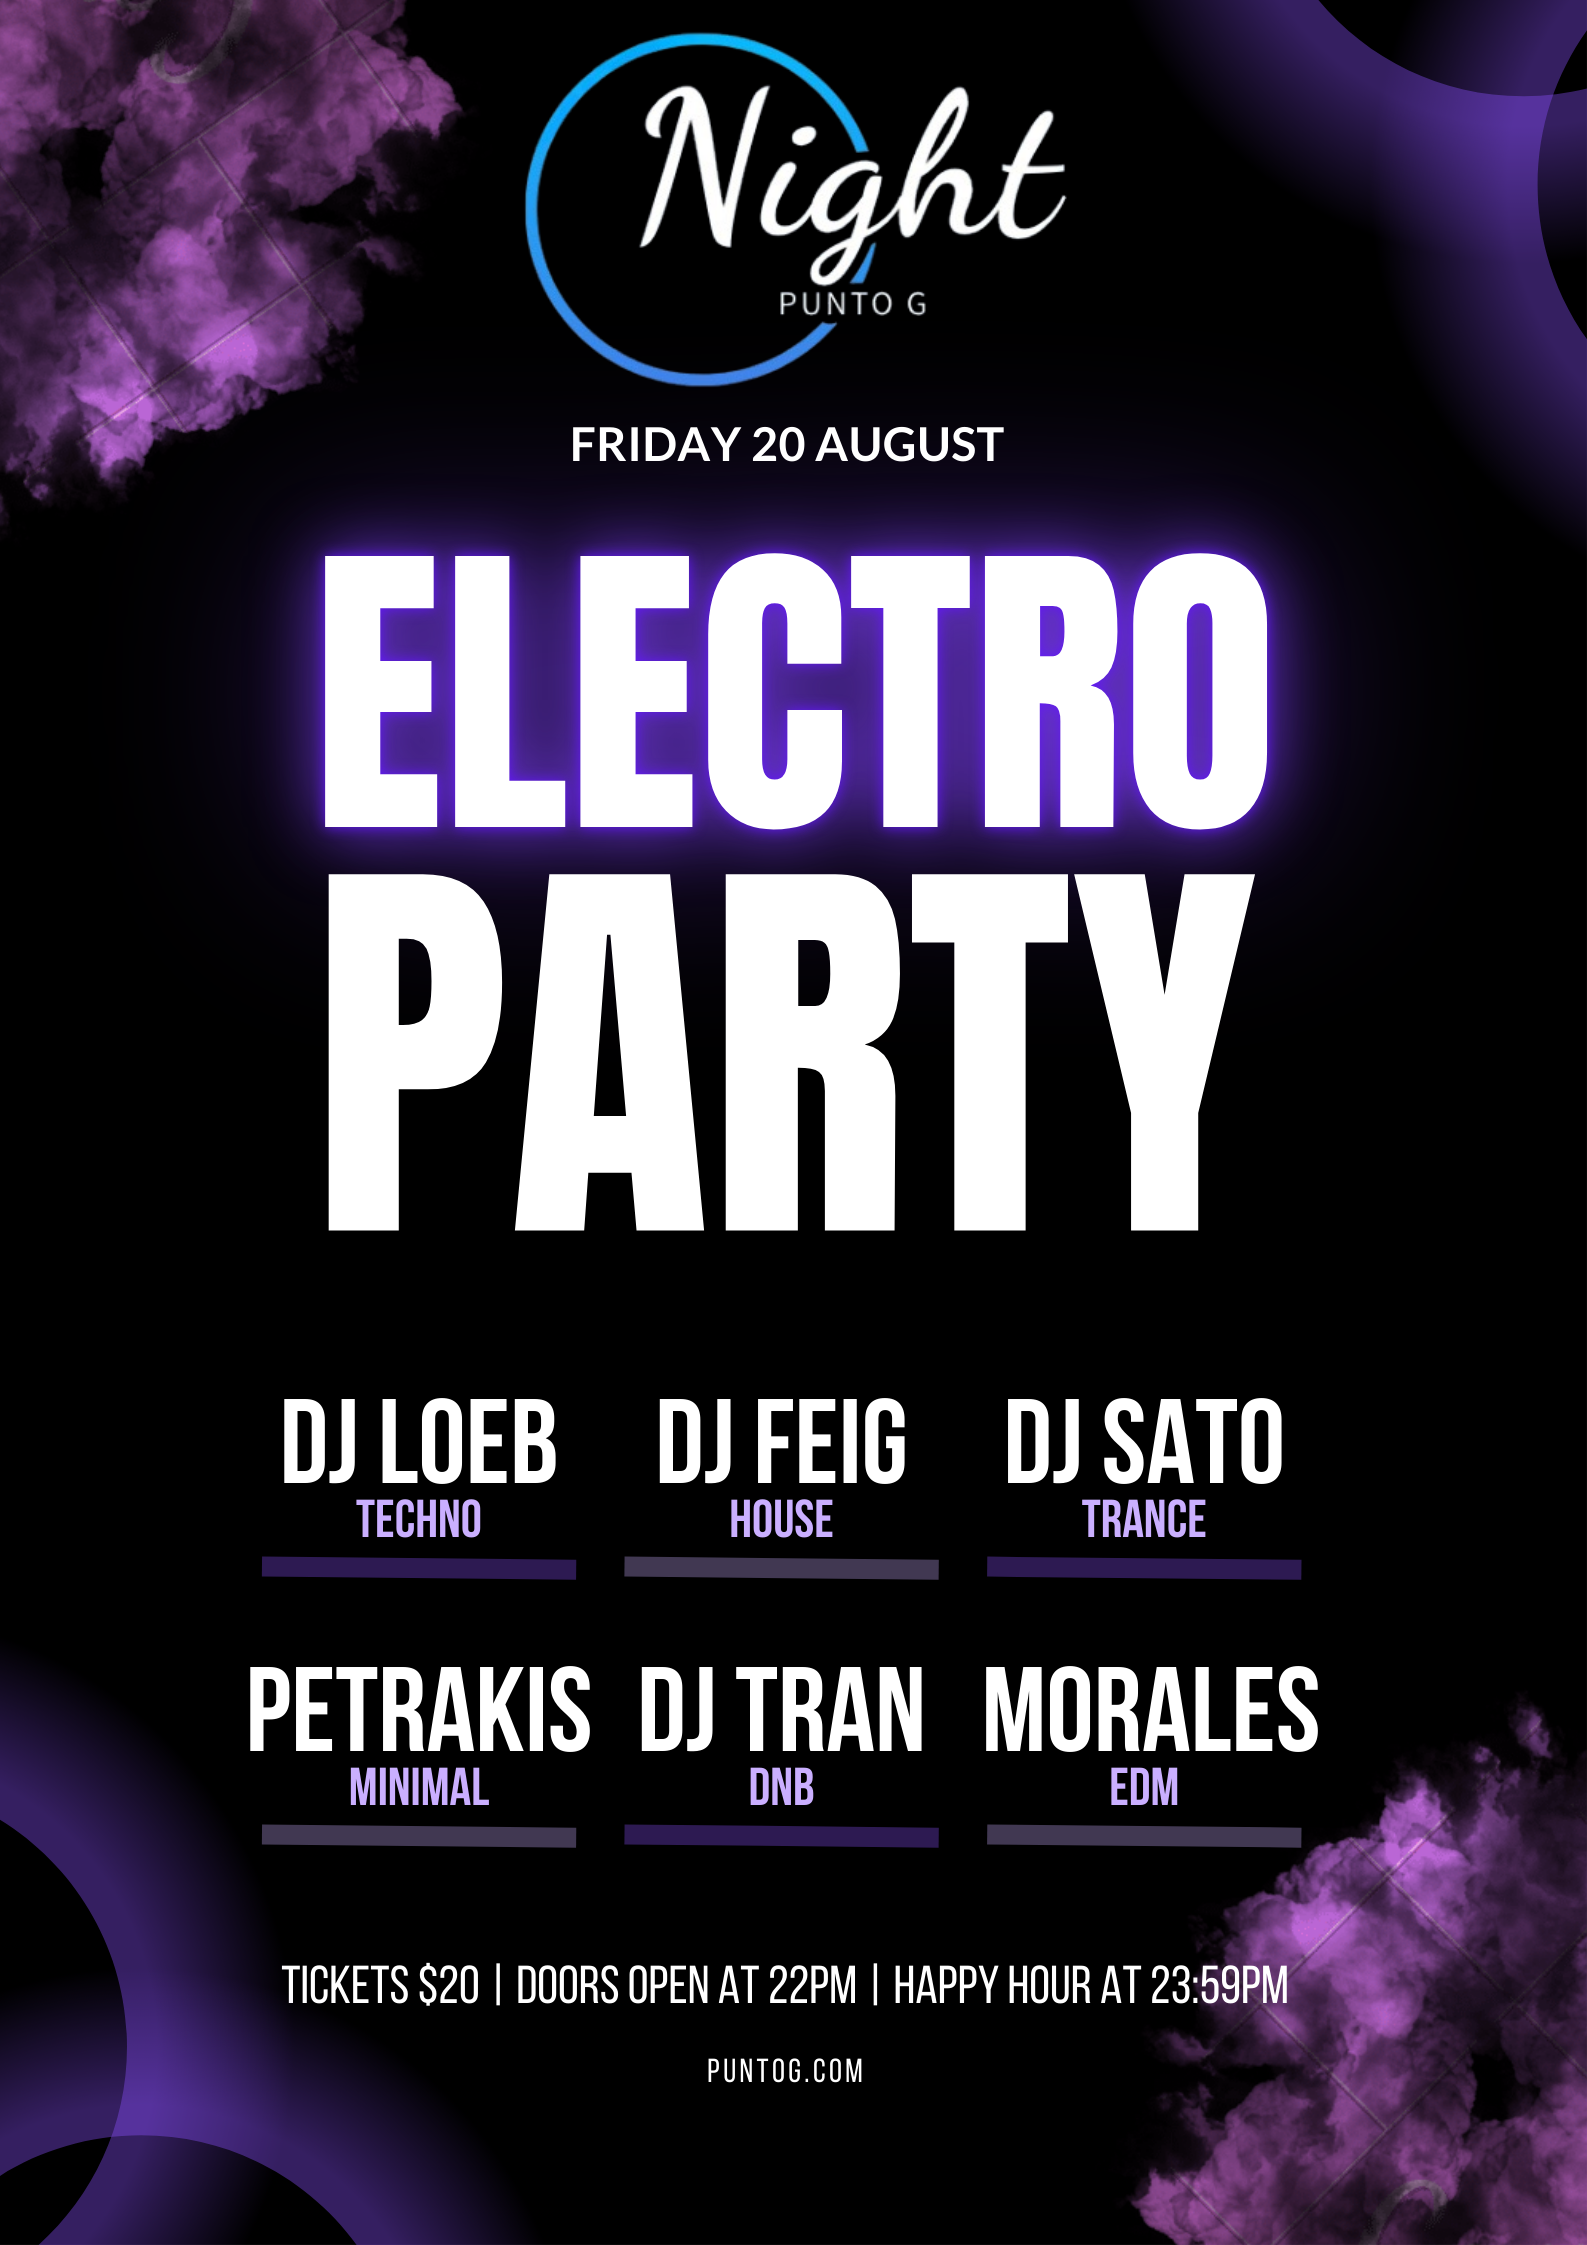 Night
PUNTO G
FRIDAY 20 AUGUST
ELECTRO
PARTY
DJ LOEB
TECHNO
DJ FEIG
HOUSE
DJ SATO
TRANCE
PETRAKIS
MINIMAL
DJ TRAN
DNB
MORALES
EDM
TICKETS $20 | DOORS OPEN AT 22PM | HAPPY HOUR AT 23:59PM
PUNTOG.COM